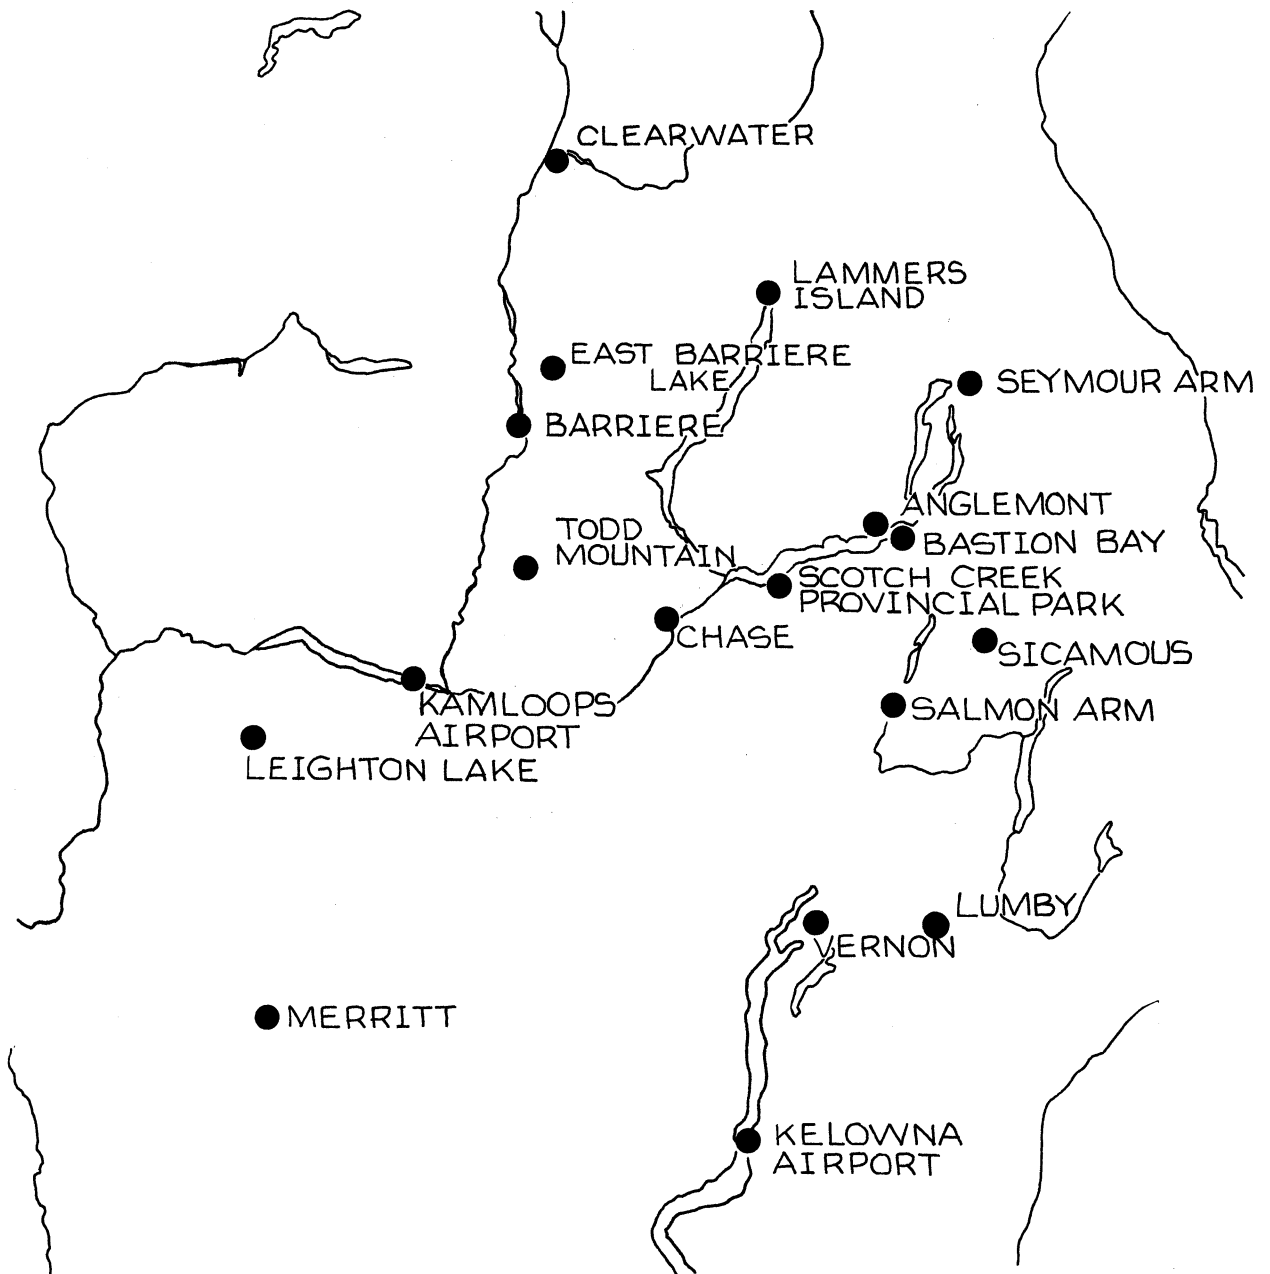 CLEARWATER
LAMMERS
ISLAND
EAST BARRIERE
LAKE
SEYMOUR ARM
BARRIERE
ANGLEMONT
TODD
MOUNTAIN
BASTION BAY
SCOTCH CREEK
PROVINCIAL PARK
CHASE
SICAMOUS
KAMLOOPS
AIRPORT
SALMON ARM
LEIGHTON LAKE
LUMBY
VERNON
MERRITT
KELOWNA
AIRPORT